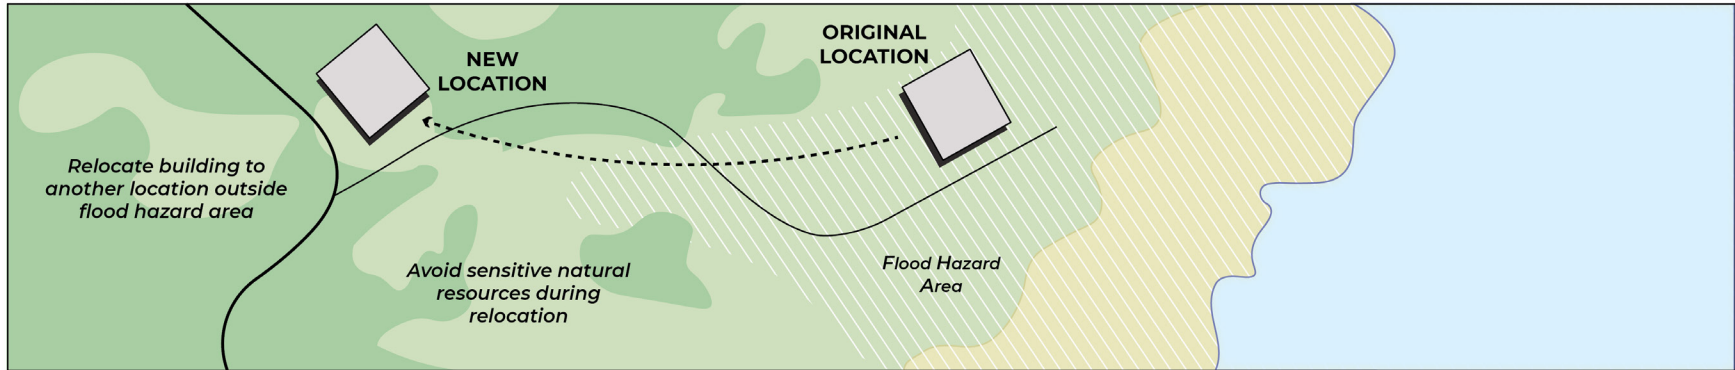 NEW
LOCATION
ORIGINAL
LOCATION
Relocate building to
another location outside
flood hazard area
Avoid sensitive natural
resources during
relocation
Flood Hazard
Area